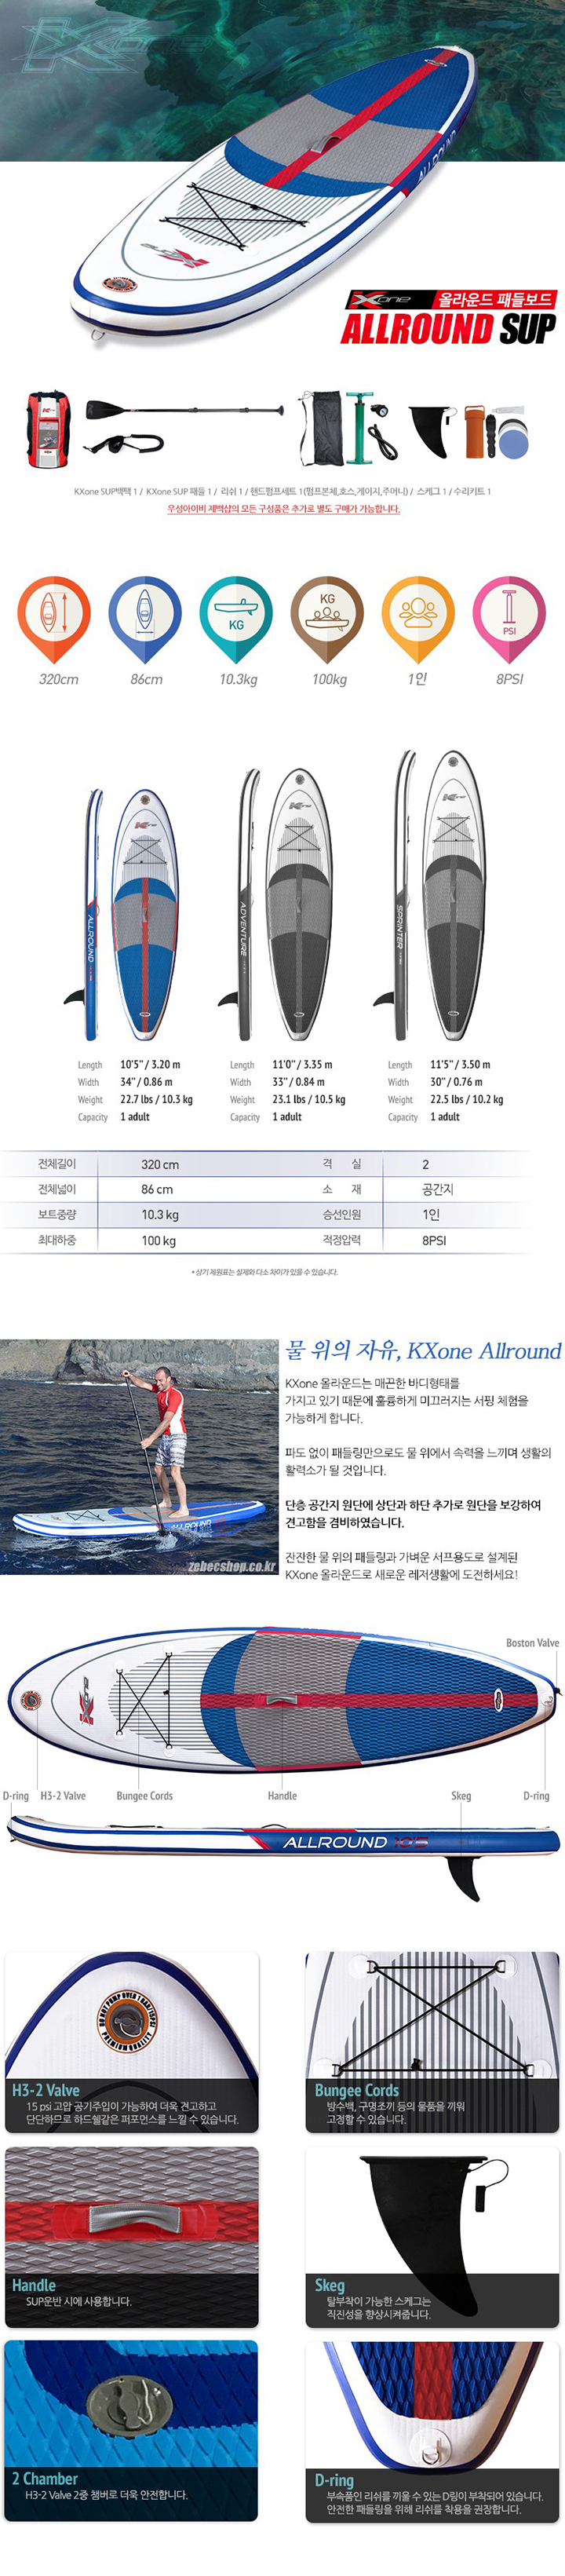 KXone
ALLROUND
KXone 올라운드 패들보드
ALLROUND SUP
KXone SUP백팩 1 / KXone SUP 패들 1 / 리쉬 1 / 핸드펌프세트 1(펌프본체,호스,게이지,주머니) / 스케그 1 / 수리키트 1
우성아이비 제백샵의 모든 구성품은 추가로 별도 구매가 가능합니다.
KG KG PSI
320cm 86cm 10.3kg 100kg 1인 8PSI
ALLROUND ADVENTURE SPRINTER
Length 10'5" / 3.20 m Length 11'0" / 3.35 m Length 11'5" / 3.50 m
Width 34" / 0.86 m Width 33" / 0.84 m Width 30" / 0.76 m
Weight 22.7 lbs / 10.3 kg Weight 23.1 lbs / 10.5 kg Weight 22.5 lbs / 10.2 kg
Capacity 1 adult Capacity 1 adult Capacity 1 adult
전체길이 320 cm 격 실 2
전체넓이 86 cm 소 재 공간지
보트중량 10.3 kg 승선인원 1인
최대하중 100 kg 적정압력 8PSI
* 상기 제원표는 실제와 다소 차이가 있을 수 있습니다.
물 위의 자유, KXone Allround
KXone 올라운드는 매끈한 바디형태를
가지고 있기 때문에 훌륭하게 미끄러지는 서핑 체험을
가능하게 합니다.
파도 없이 패들링만으로도 물 위에서 속력을 느끼며 생활의
활력소가 될 것입니다.
단층 공간지 원단에 상단과 하단 추가로 원단을 보강하여
견고함을 겸비하였습니다.
잔잔한 물 위의 패들링과 가벼운 서프용도로 설계된
KXone 올라운드로 새로운 레저생활에 도전하세요!
ALLROUND
zebecshop.co.kr
Boston Valve
D-ring H3-2 Valve Bungee Cords Handle Skeg D-ring
ALLROUND 10'5
PREMIUM QUALITY
H3-2 Valve
15 psi 고압 공기주입이 가능하여 더욱 견고하고
단단하므로 하드쉘같은 퍼포먼스를 느낄 수 있습니다.
Bungee Cords
방수백, 구명조끼 등의 물품을 끼워
고정할 수 있습니다.
Handle
SUP운반 시에 사용합니다.
Skeg
탈부착이 가능한 스케그는
직진성을 향상시켜줍니다.
2 Chamber
H3-2 Valve 2중 챔버로 더욱 안전합니다.
D-ring
부속품인 리쉬를 끼울 수 있는 D링이 부착되어 있습니다.
안전한 패들링을 위해 리쉬를 착용을 권장합니다.